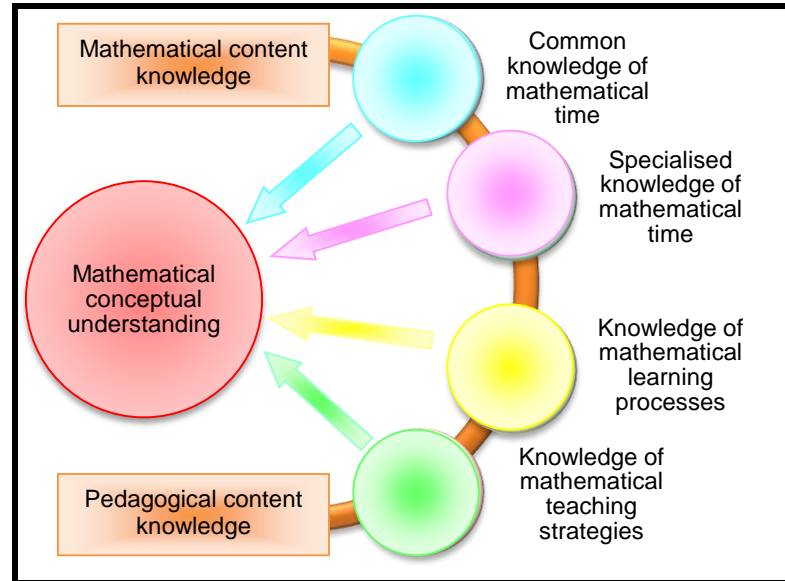 Mathematical content
knowledge
Common
knowledge of
mathematical
time
Specialised
knowledge of
mathematical
time
Mathematical
conceptual
understanding
Knowledge of
mathematical
learning
processes
Knowledge of
mathematical
teaching
strategies
Pedagogical content
knowledge